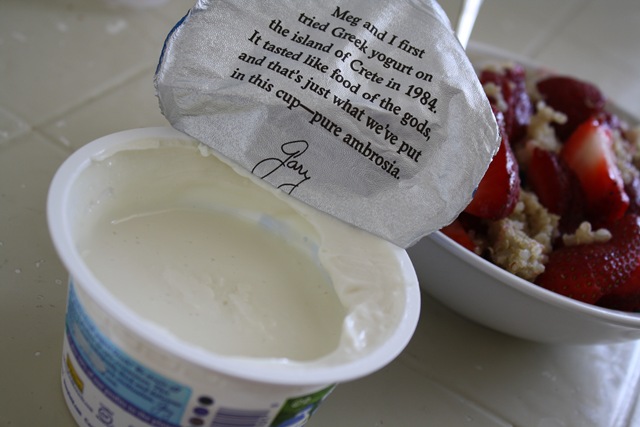 Meg and I first
tried Greek yogurt on
the island of Crete in 1984.
It tasted like food of the gods,
and that's just what we've put
in this cup—pure ambrosia.
Gary